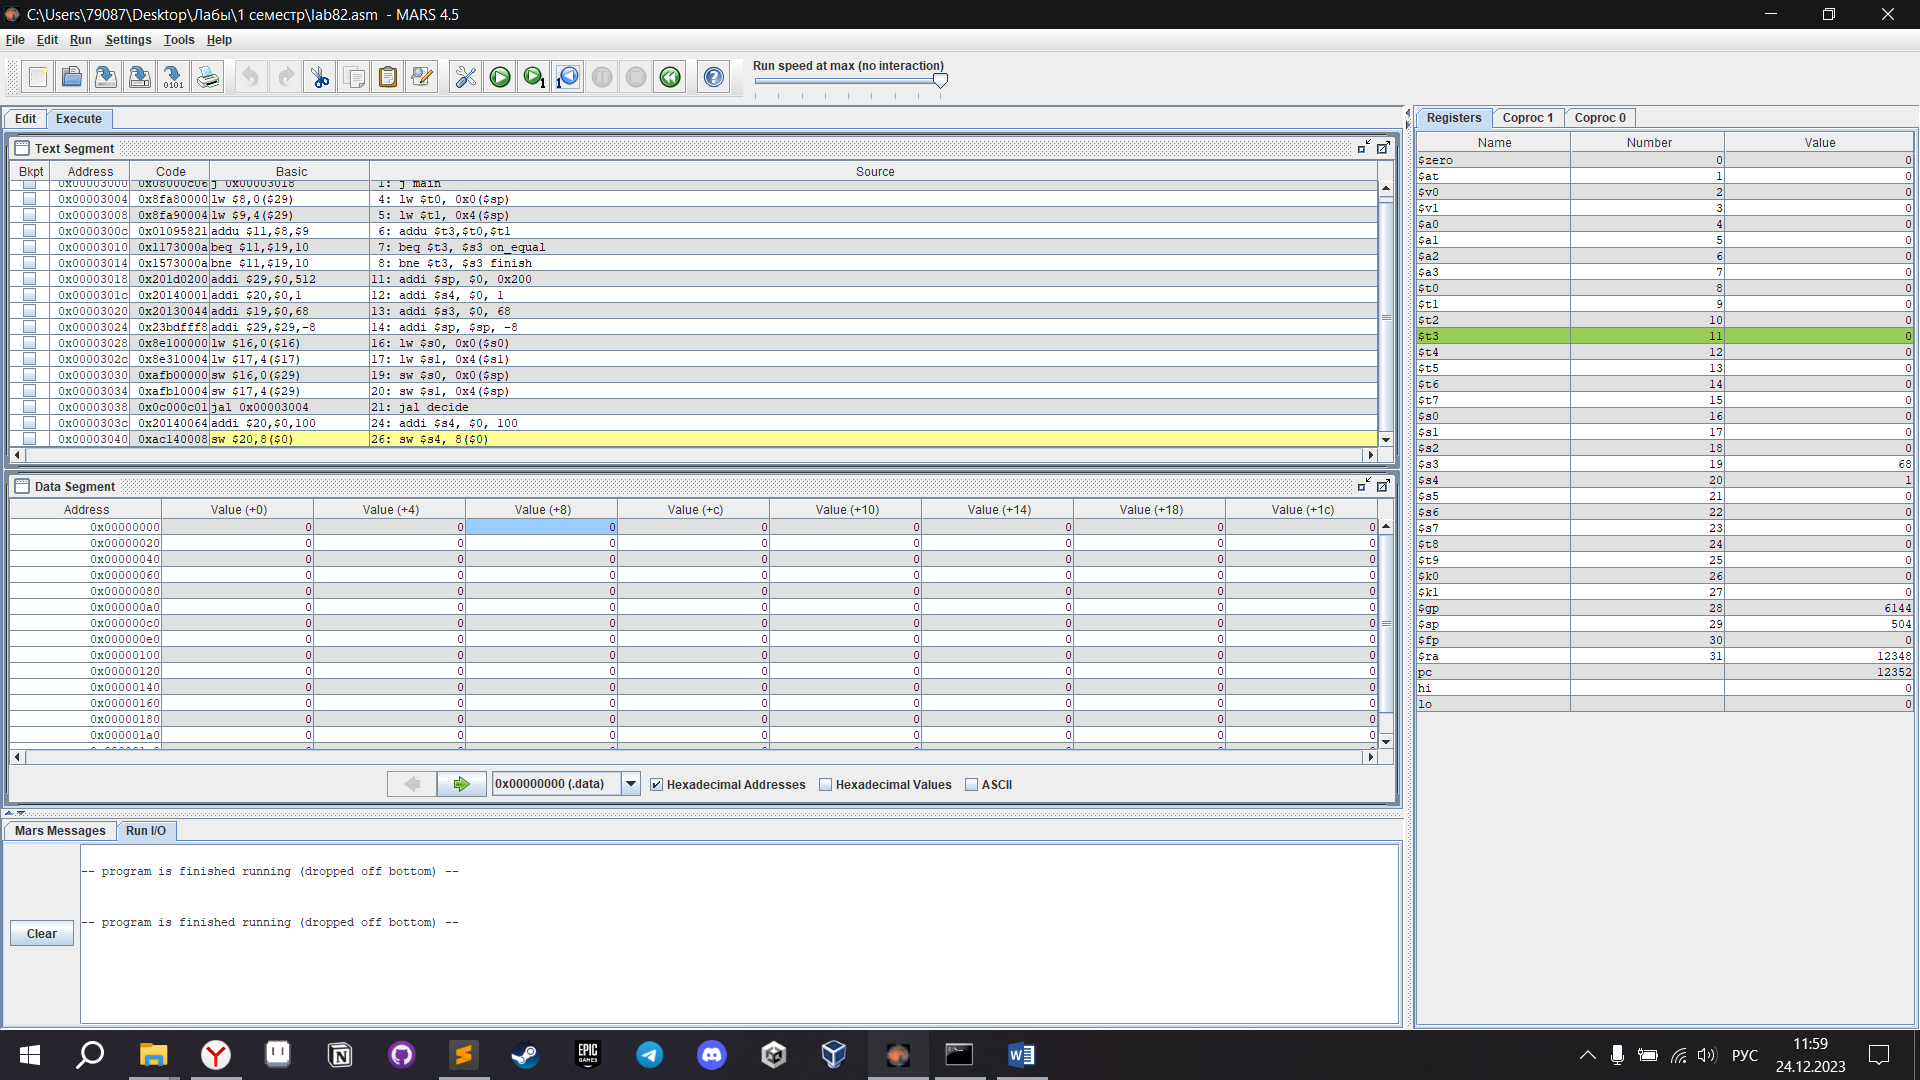 C:\Users\79087\Desktop\Лабы\1 семестр\lab82.asm - MARS 4.5
File Edit Run Settings Tools Help
Run speed at max (no interaction)
Edit Execute
Text Segment
Bkpt Address Code Basic Source
0x00003000 0x08000c06 j 0x00003018 1: j main
0x00003004 0x8fa80000 lw $8,0($29) 4: lw $t0, 0x0($sp)
0x00003008 0x8fa90004 lw $9,4($29) 5: lw $t1, 0x4($sp)
0x0000300c 0x01095821 addu $11,$8,$9 6: addu $t3,$t0,$t1
0x00003010 0x1173000a beq $11,$19,10 7: beq $t3, $s3 on_equal
0x00003014 0x1573000a bne $11,$19,10 8: bne $t3, $s3 finish
0x00003018 0x201d0200 addi $29,$0,512 11: addi $sp, $0, 0x200
0x0000301c 0x20140001 addi $20,$0,1 12: addi $s4, $0, 1
0x00003020 0x20130044 addi $19,$0,68 13: addi $s3, $0, 68
0x00003024 0x23bdfff8 addi $29,$29,-8 14: addi $sp, $sp, -8
0x00003028 0x8e100000 lw $16,0($16) 16: lw $s0, 0x0($s0)
0x0000302c 0x8e310004 lw $17,4($17) 17: lw $s1, 0x4($s1)
0x00003030 0xafb00000 sw $16,0($29) 19: sw $s0, 0x0($sp)
0x00003034 0xafb10004 sw $17,4($29) 20: sw $s1, 0x4($sp)
0x00003038 0x0c000c01 jal 0x00003004 21: jal decide
0x0000303c 0x20140064 addi $20,$0,100 24: addi $s4, $0, 100
0x00003040 0xac140008 sw $20,8($0) 26: sw $s4, 8($0)
Data Segment
Address Value (+0) Value (+4) Value (+8) Value (+c) Value (+10) Value (+14) Value (+18) Value (+1c)
0x00000000 0 0 0 0 0 0 0 0
0x00000020 0 0 0 0 0 0 0 0
0x00000040 0 0 0 0 0 0 0 0
0x00000060 0 0 0 0 0 0 0 0
0x00000080 0 0 0 0 0 0 0 0
0x000000a0 0 0 0 0 0 0 0 0
0x000000c0 0 0 0 0 0 0 0 0
0x000000e0 0 0 0 0 0 0 0 0
0x00000100 0 0 0 0 0 0 0 0
0x00000120 0 0 0 0 0 0 0 0
0x00000140 0 0 0 0 0 0 0 0
0x00000160 0 0 0 0 0 0 0 0
0x00000180 0 0 0 0 0 0 0 0
0x000001a0 0 0 0 0 0 0 0 0
0x00000000 (.data) Hexadecimal Addresses Hexadecimal Values ASCII
Mars Messages Run I/O
-- program is finished running (dropped off bottom) --
-- program is finished running (dropped off bottom) --
Clear
Registers Coproc 1 Coproc 0
Name Number Value
$zero 0 0
$at 1 0
$v0 2 0
$v1 3 0
$a0 4 0
$a1 5 0
$a2 6 0
$a3 7 0
$t0 8 0
$t1 9 0
$t2 10 0
$t3 11 0
$t4 12 0
$t5 13 0
$t6 14 0
$t7 15 0
$s0 16 0
$s1 17 0
$s2 18 0
$s3 19 68
$s4 20 1
$s5 21 0
$s6 22 0
$s7 23 0
$t8 24 0
$t9 25 0
$k0 26 0
$k1 27 0
$gp 28 6144
$sp 29 504
$fp 30 0
$ra 31 12348
pc 12352
hi 0
lo 0
EPIC GAMES
РУС
11:59
24.12.2023